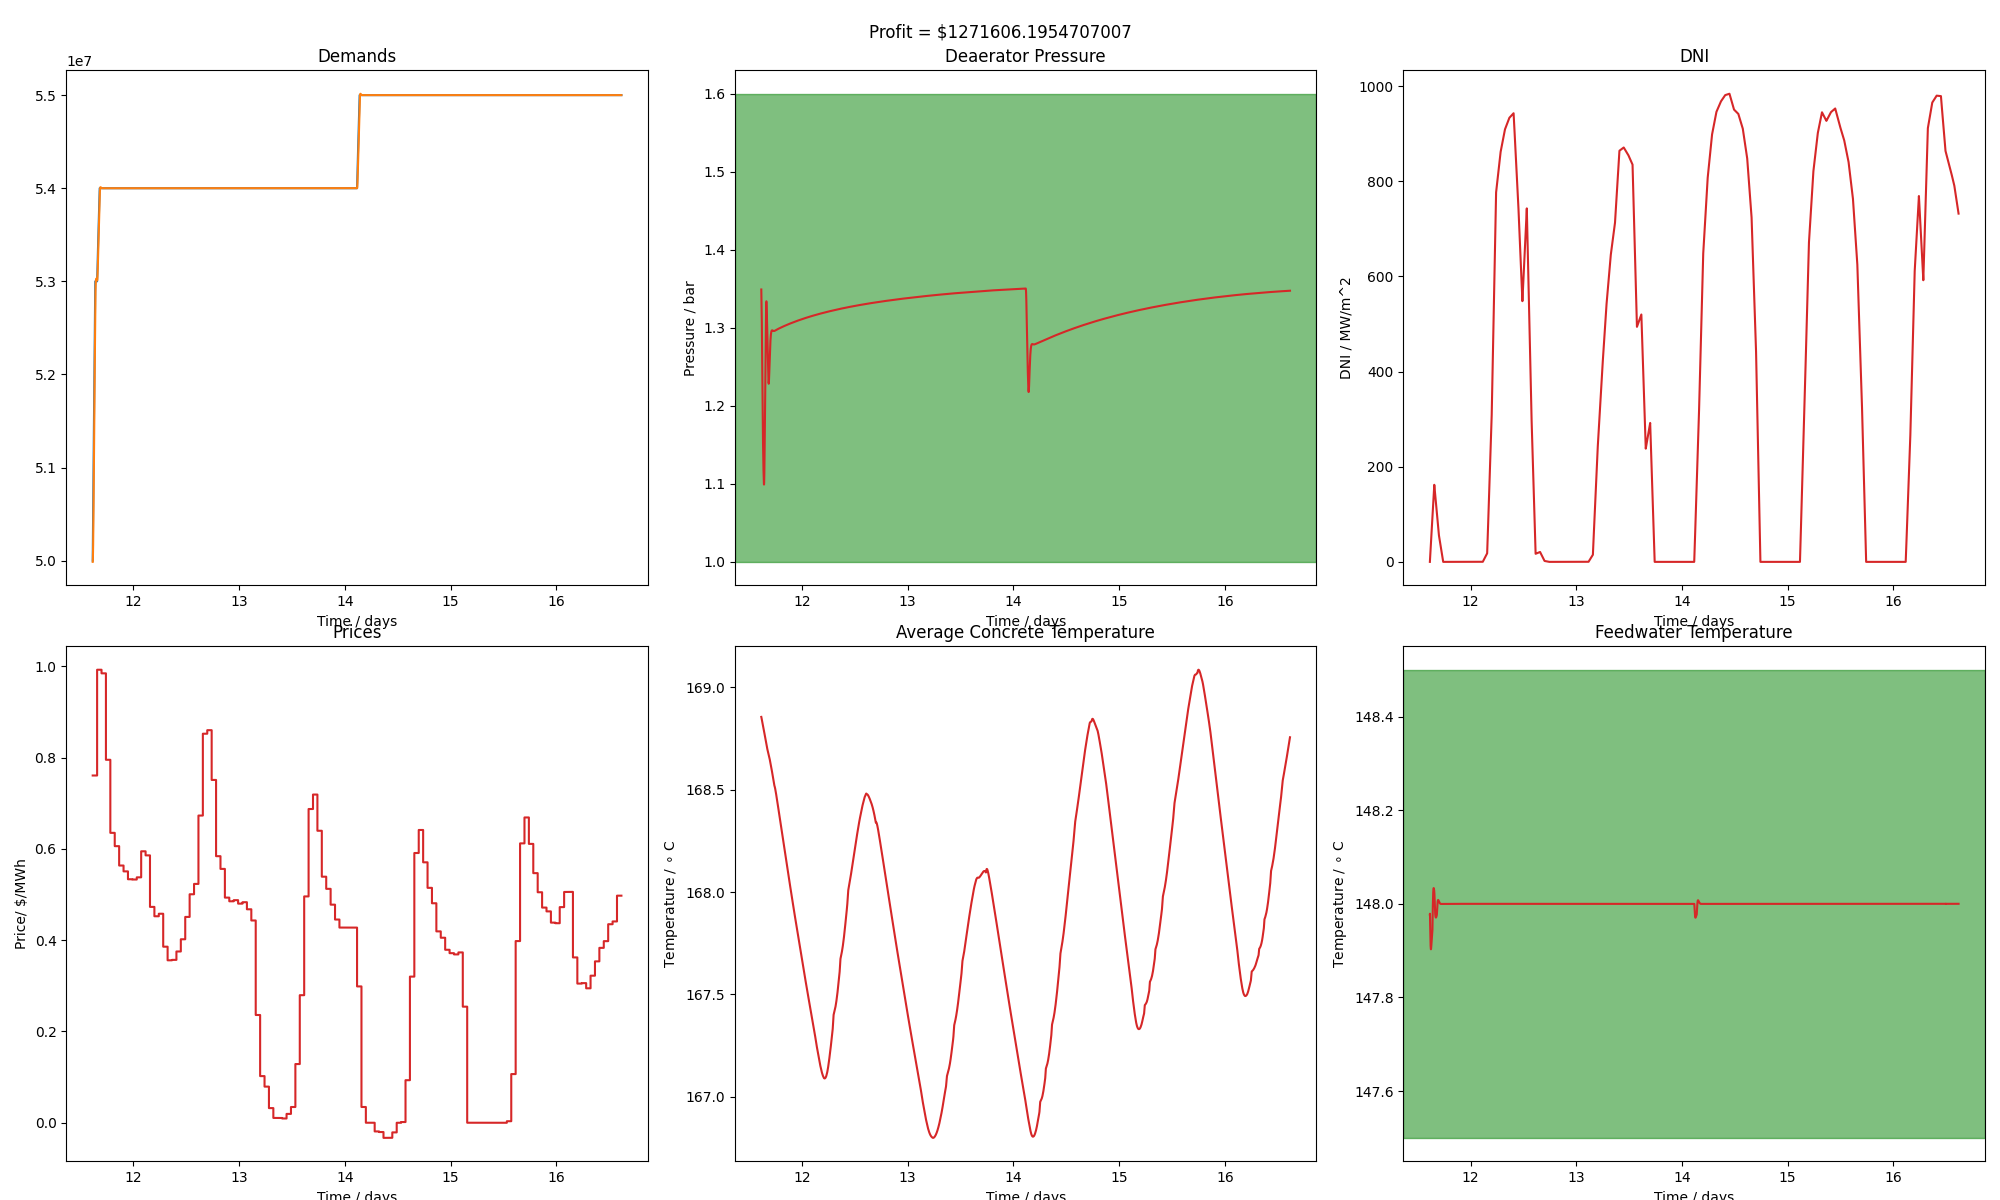 Profit = $1271606.1954707007
Demands
1e7
5.5
5.4
5.3
5.2
5.1
5.0
12 13 14 15 16
Time / days
Deaerator Pressure
Pressure / bar
1.6
1.5
1.4
1.3
1.2
1.1
1.0
12 13 14 15 16
Time / days
DNI
DNI / MW/m^2
1000
800
600
400
200
0
12 13 14 15 16
Time / days
Prices
Price/ $/MWh
1.0
0.8
0.6
0.4
0.2
0.0
12 13 14 15 16
Time / days
Average Concrete Temperature
Temperature / ∘ C
169.0
168.5
168.0
167.5
167.0
12 13 14 15 16
Time / days
Feedwater Temperature
Temperature / ∘ C
148.4
148.2
148.0
147.8
147.6
12 13 14 15 16
Time / days